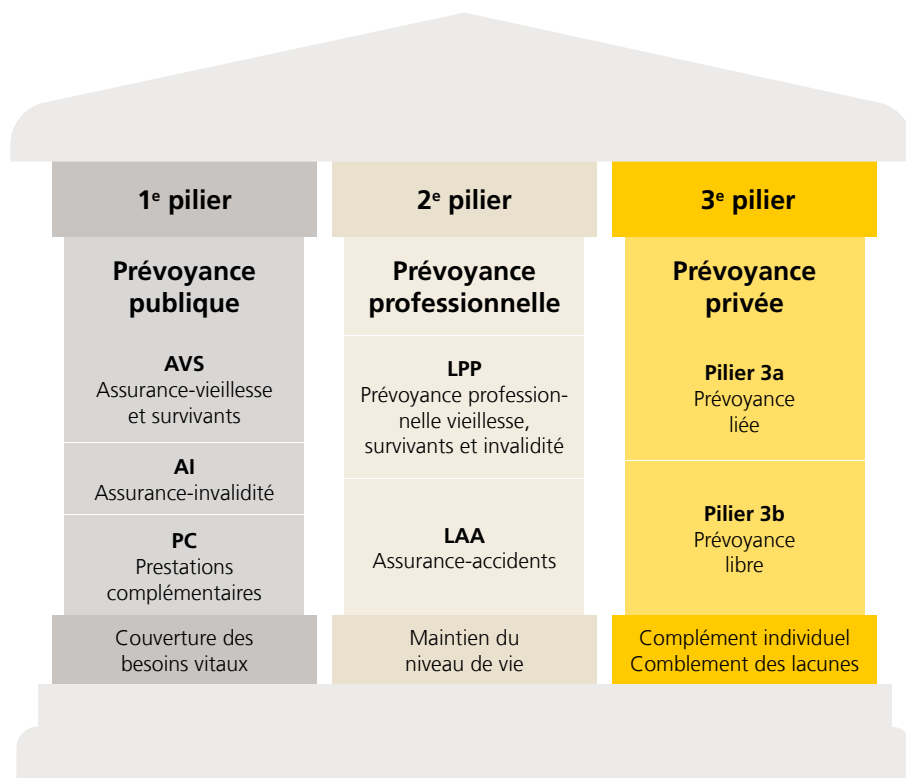 1e pilier
Prévoyance
publique
AVS
Assurance-vieillesse
et survivants
AI
Assurance-invalidité
PC
Prestations
complémentaires
Couverture des
besoins vitaux
2e pilier
Prévoyance
professionnelle
LPP
Prévoyance profession-
nelle vieillesse,
survivants et invalidité
LAA
Assurance-accidents
Maintien du
niveau de vie
3e pilier
Prévoyance
privée
Pilier 3a
Prévoyance
liée
Pilier 3b
Prévoyance
libre
Complément individuel
Comblement des lacunes